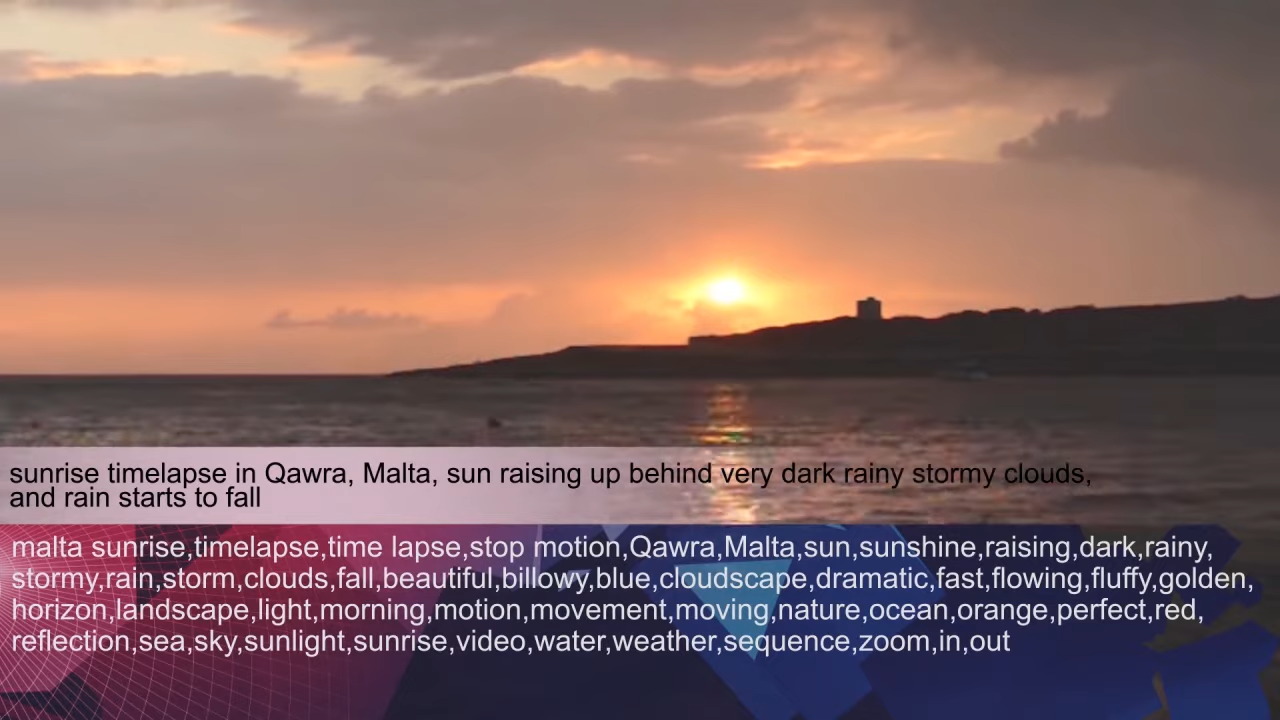 sunrise timelapse in Qawra, Malta, sun raising up behind very dark rainy stormy clouds,
and rain starts to fall
malta sunrise,timelapse,time lapse,stop motion,Qawra,Malta,sun,sunshine,raising,dark,rainy,
stormy,rain,storm,clouds,fall,beautiful,billowy,blue,cloudscape,dramatic,fast,flowing,fluffy,golden,
horizon,landscape,light,morning,motion,movement,moving,nature,ocean,orange,perfect,red,
reflection,sea,sky,sunlight,sunrise,video,water,weather,sequence,zoom,in,out